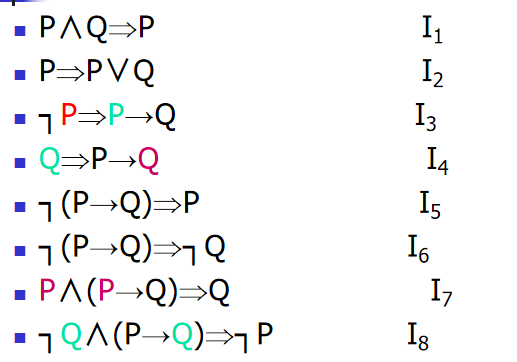 P∧Q⇒P I₁
P⇒P∨Q I₂
┐P⇒P→Q I₃
Q⇒P→Q I₄
┐(P→Q)⇒P I₅
┐(P→Q)⇒┐Q I₆
P∧(P→Q)⇒Q I₇
┐Q∧(P→Q)⇒┐P I₈